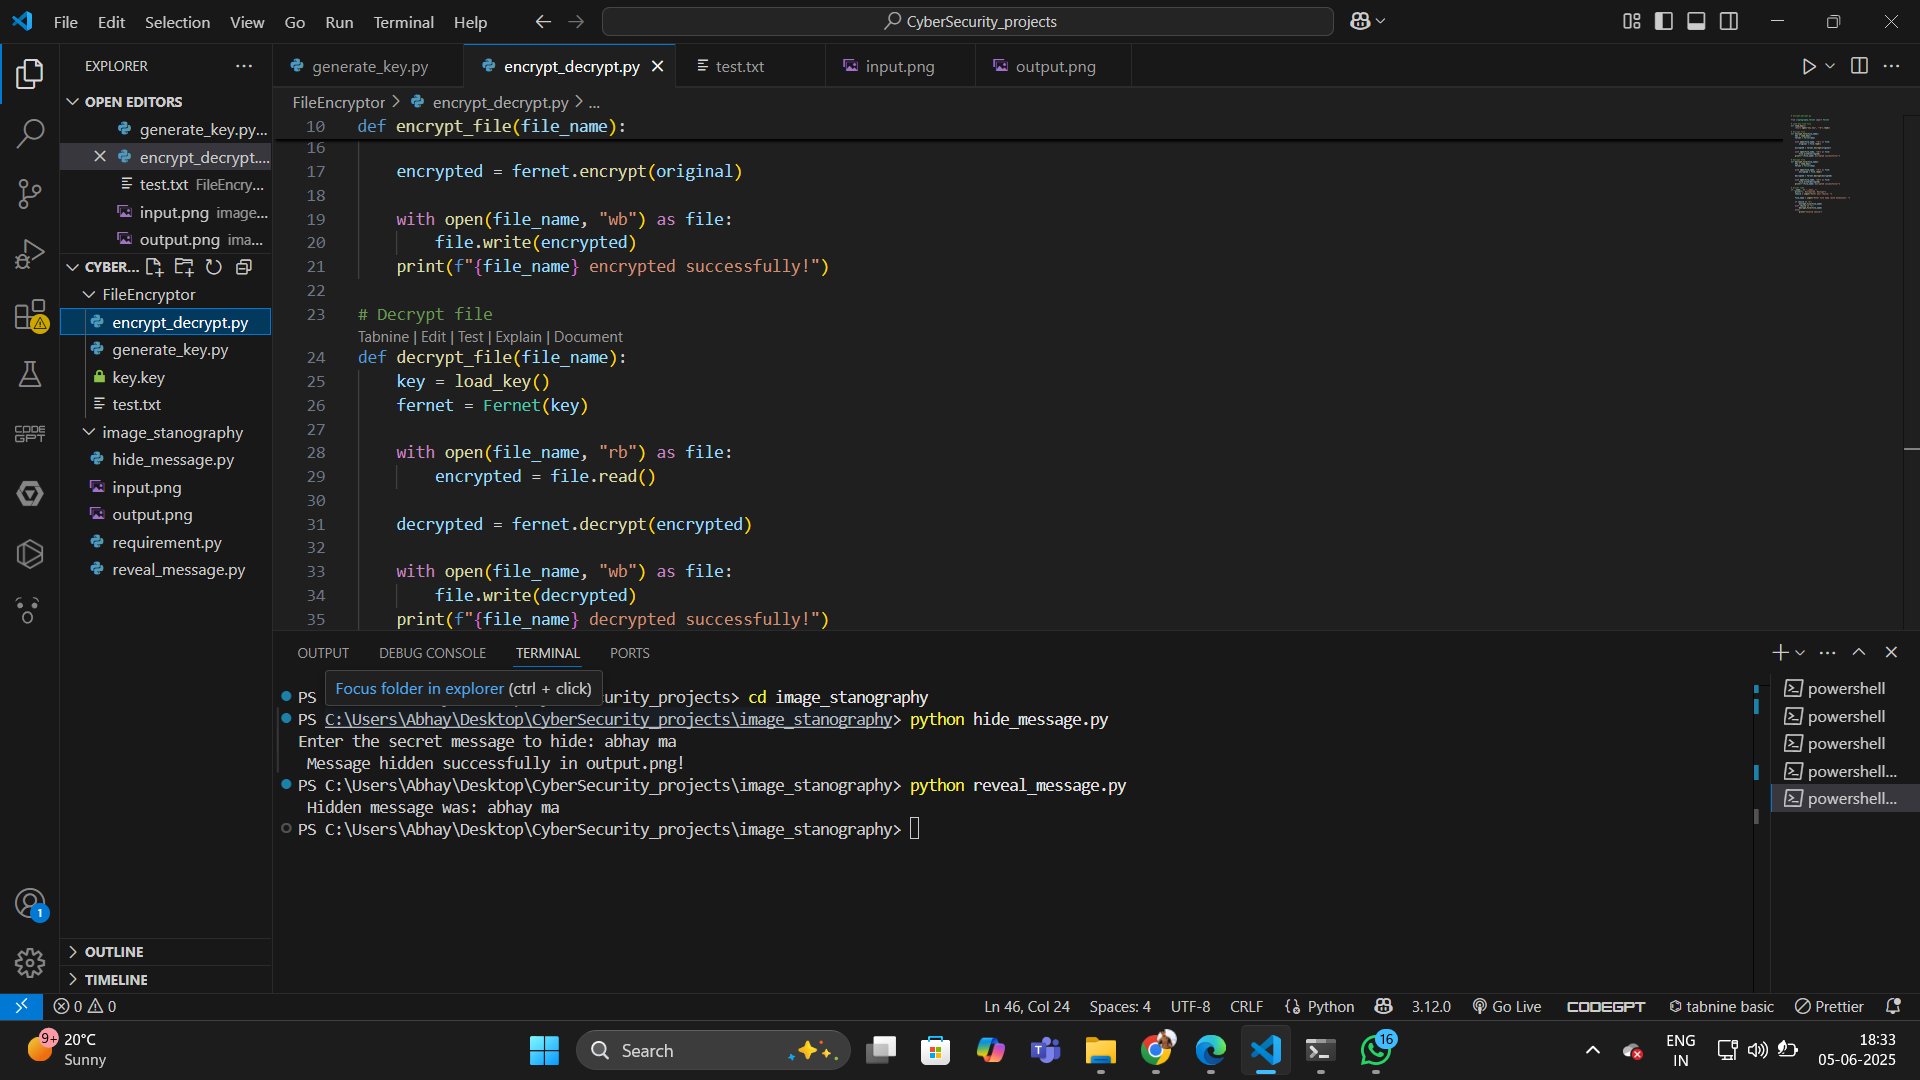 File Edit Selection View Go Run Terminal Help
CyberSecurity_projects
EXPLORER
OPEN EDITORS
generate_key.py...
encrypt_decrypt....
test.txt FileEncry...
input.png image...
output.png ima...
CYBER...
FileEncryptor
encrypt_decrypt.py
generate_key.py
key.key
test.txt
image_stanography
hide_message.py
input.png
output.png
requirement.py
reveal_message.py
OUTLINE
TIMELINE
generate_key.py encrypt_decrypt.py test.txt input.png output.png
FileEncryptor > encrypt_decrypt.py > ...
10 def encrypt_file(file_name):
16
17 encrypted = fernet.encrypt(original)
18
19 with open(file_name, "wb") as file:
20 file.write(encrypted)
21 print(f"{file_name} encrypted successfully!")
22
23 # Decrypt file
Tabnine | Edit | Test | Explain | Document
24 def decrypt_file(file_name):
25 key = load_key()
26 fernet = Fernet(key)
27
28 with open(file_name, "rb") as file:
29 encrypted = file.read()
30
31 decrypted = fernet.decrypt(encrypted)
32
33 with open(file_name, "wb") as file:
34 file.write(decrypted)
35 print(f"{file_name} decrypted successfully!")
OUTPUT DEBUG CONSOLE TERMINAL PORTS
Focus folder in explorer (ctrl + click)
PS urity_projects> cd image_stanography
PS C:\Users\Abhay\Desktop\CyberSecurity_projects\image_stanography> python hide_message.py
Enter the secret message to hide: abhay ma
Message hidden successfully in output.png!
PS C:\Users\Abhay\Desktop\CyberSecurity_projects\image_stanography> python reveal_message.py
Hidden message was: abhay ma
PS C:\Users\Abhay\Desktop\CyberSecurity_projects\image_stanography>
powershell
powershell
powershell
powershell...
powershell...
CODE
GPT
1
0 0
Ln 46, Col 24 Spaces: 4 UTF-8 CRLF Python 3.12.0 Go Live CODEGPT tabnine basic Prettier
9+
20°C
Sunny
Search
16
ENG
IN
18:33
05-06-2025